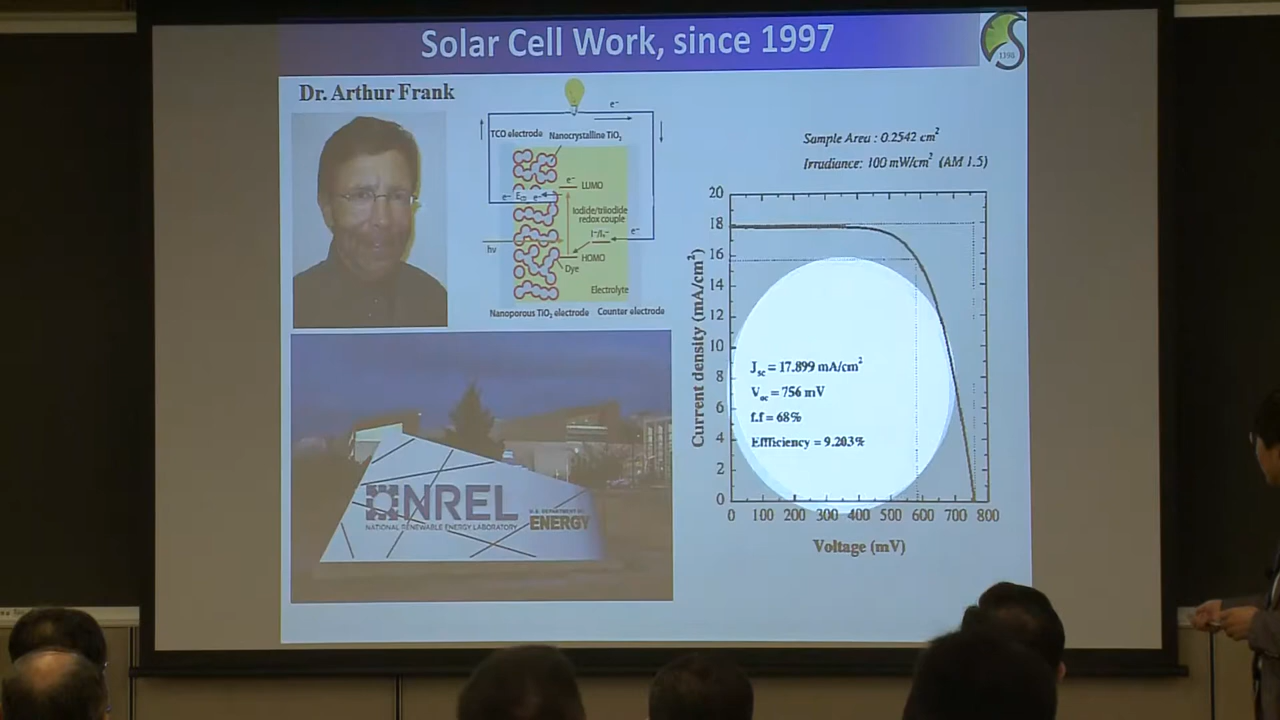 Solar Cell Work, since 1997
1398
Dr. Arthur Frank
e⁻
TCO electrode
Nanocrystalline TiO₂
e⁻
LUMO
e⁻
e⁻
Iodide/triiodide
redox couple
I⁻/I₃⁻
e⁻
hν
HOMO
Dye
Electrolyte
Nanoporous TiO₂ electrode
Counter electrode
Sample Area : 0.2542 cm²
Irradiance: 100 mW/cm² (AM 1.5)
20
18
16
14
12
10
8
6
4
2
0
Current density (mA/cm²)
Jsc = 17.899 mA/cm²
Voc = 756 mV
f.f = 68%
Efficiency = 9.203%
0 100 200 300 400 500 600 700 800
Voltage (mV)
NREL
NATIONAL RENEWABLE ENERGY LABORATORY
U.S. DEPARTMENT OF
ENERGY